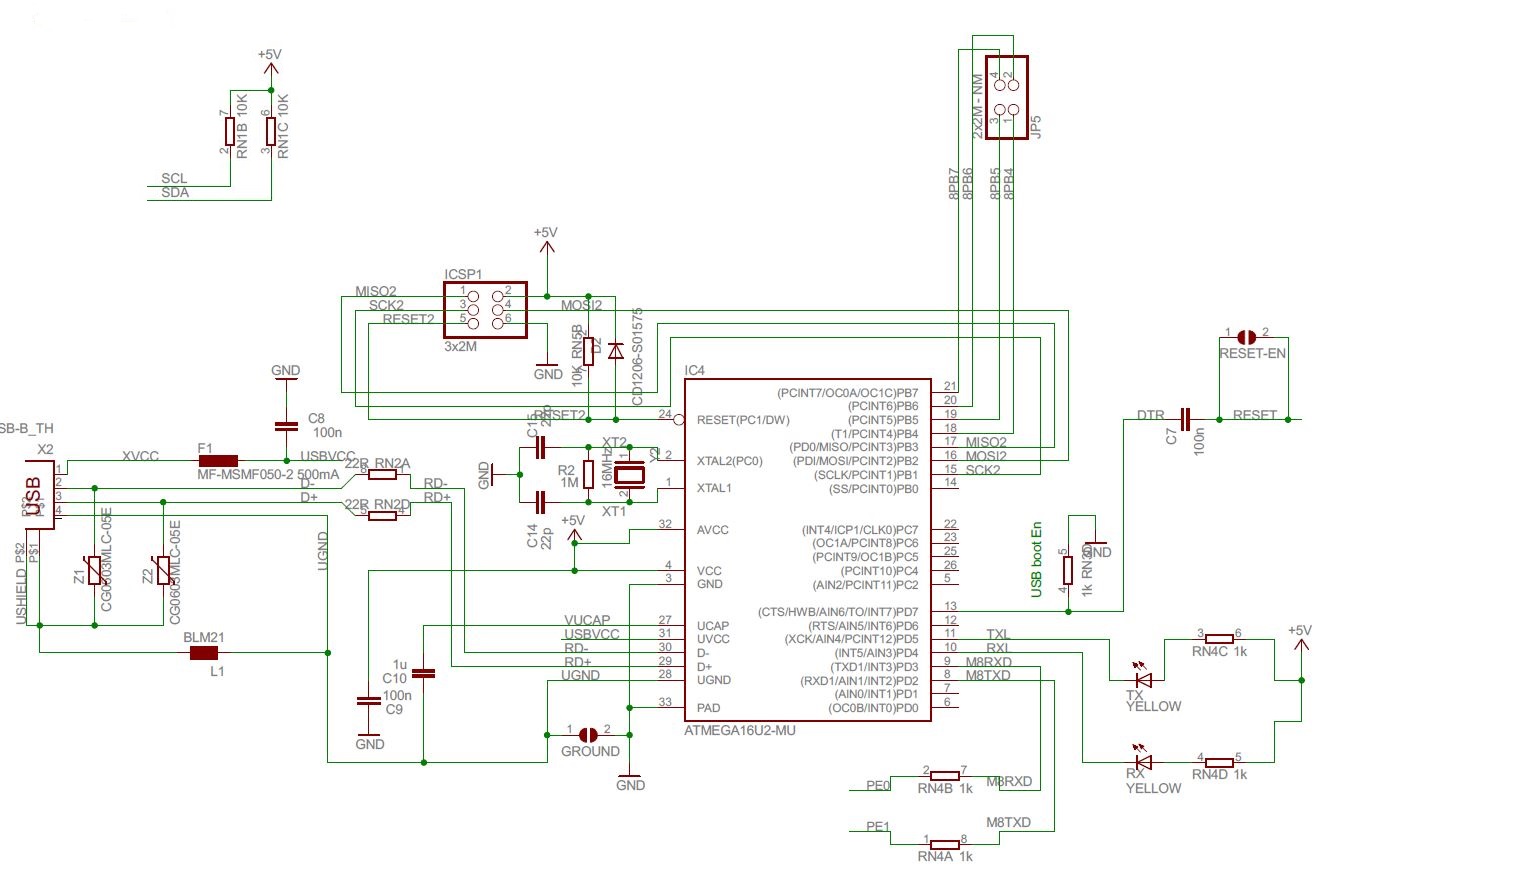 +5V
7 RN1B 10K 2
6 RN1C 10K 3
SCL
SDA
4 2
3 1
2x2M - NM
JP5
8PB7
8PB6
8PB5
8PB4
+5V
ICSP1
MISO2 1 2
SCK2 3 4 MOSI2
RESET2 5 6
3x2M
GND
10K RN5B
D2
CD1206-S01575
RESET2
GND
C8
100n
SB-B_TH
X2
XVCC
F1
MF-MSMF050-2 500mA
USBVCC
22R RN2A
D-
D+
22R RN2D
RD-
RD+
USB
1
2
3
4
P$2
P$1
USHIELD
Z1
CG0603MLC-05E
Z2
CG0603MLC-05E
UGND
BLM21
L1
GND
22p
C14
22p
R2
1M
XT2
1
16MHz
Y2
2
XT1
+5V
VUCAP
USBVCC
RD-
RD+
UGND
1u
C10
100n
C9
GND
1 2
GROUND
GND
IC4
24 RESET(PC1/DW)
2 XTAL2(PC0)
1 XTAL1
32 AVCC
4 VCC
3 GND
27 UCAP
31 UVCC
30 D-
29 D+
28 UGND
33 PAD
(PCINT7/OC0A/OC1C)PB7 21
(PCINT6)PB6 20
(PCINT5)PB5 19
(T1/PCINT4)PB4 18
(PD0/MISO/PCINT3)PB3 17 MISO2
(PDI/MOSI/PCINT2)PB2 16 MOSI2
(SCLK/PCINT1)PB1 15 SCK2
(SS/PCINT0)PB0 14
(INT4/ICP1/CLK0)PC7 22
(OC1A/PCINT8)PC6 23
(PCINT9/OC1B)PC5 25
(PCINT10)PC4 26
(AIN2/PCINT11)PC2 5
(CTS/HWB/AIN6/TO/INT7)PD7 13
(RTS/AIN5/INT6)PD6 12
(XCK/AIN4/PCINT12)PD5 11 TXL
(INT5/AIN3)PD4 10 RXL
(TXD1/INT3)PD3 9 M8RXD
(RXD1/AIN1/INT2)PD2 8 M8TXD
(AIN0/INT1)PD1 7
(OC0B/INT0)PD0 6
ATMEGA16U2-MU
USB boot En
5
4
1k
GND
1 2
RESET-EN
DTR
C7
100n
RESET
3 6
RN4C 1k
+5V
TX
YELLOW
RX
YELLOW
4 5
RN4D 1k
PE0
2 7
RN4B 1k
M8RXD
PE1
1 8
RN4A 1k
M8TXD